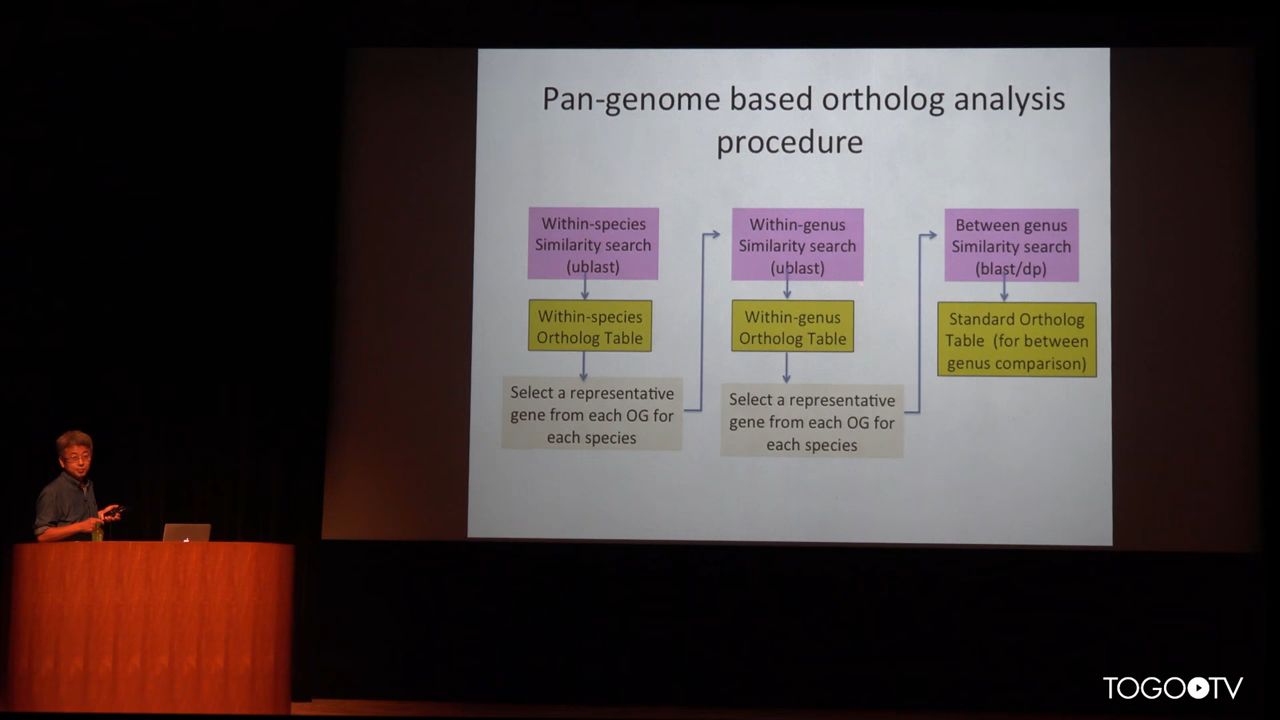 Pan-genome based ortholog analysis
procedure
Within-species
Similarity search
(ublast)
Within-species
Ortholog Table
Select a representative
gene from each OG for
each species
Within-genus
Similarity search
(ublast)
Within-genus
Ortholog Table
Select a representative
gene from each OG for
each species
Between genus
Similarity search
(blast/dp)
Standard Ortholog
Table (for between
genus comparison)
TOGOTV